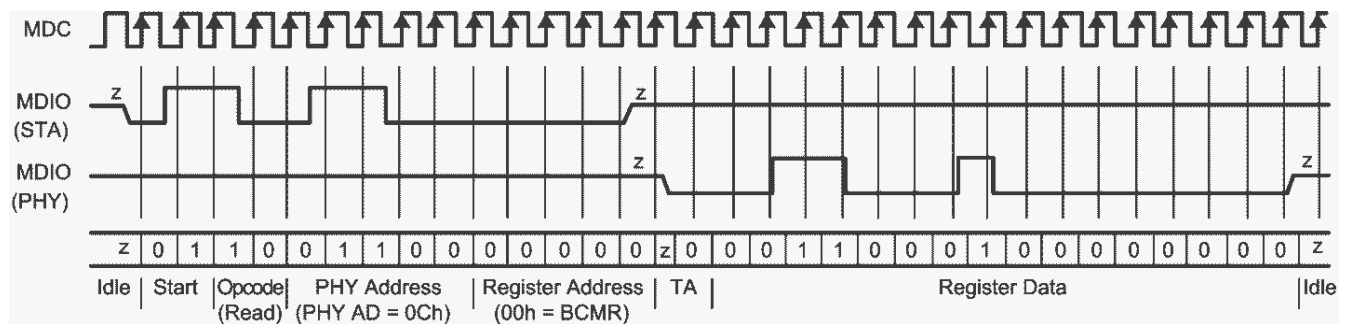 MDC
z z
MDIO
(STA)
z z
MDIO
(PHY)
z 0 1 1 0 0 1 1 0 0 0 0 0 0 0 z 0 0 0 1 1 0 0 0 1 0 0 0 0 0 0 0 0 z
Idle Start Opcode PHY Address Register Address TA Register Data Idle
(Read) (PHY AD = 0Ch) (00h = BCMR)